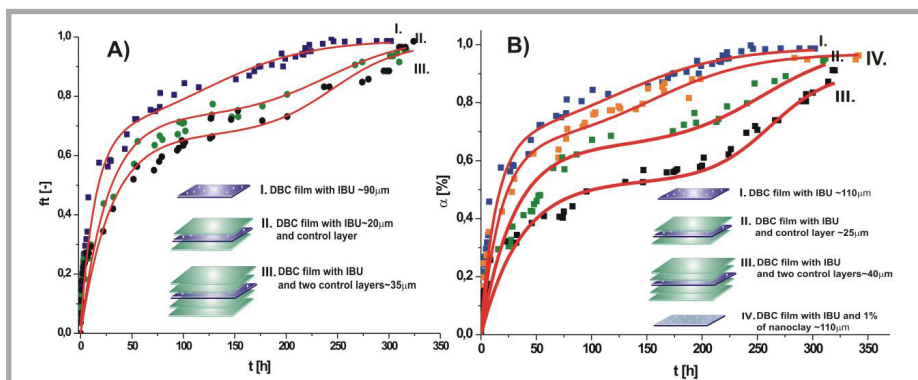 A)
I.
II.
III.
1,0
0,8
0,6
0,4
0,2
0,0
ft [-]
I. DBC film with IBU ~90µm
II. DBC film with IBU~20µm
and control layer
III. DBC film with IBU
and two control layers~35µm
0 50 100 150 200 250 300 350
t [h]
B)
I.
II.
IV.
III.
1,0
0,8
0,6
0,4
0,2
0,0
α [%]
I. DBC film with IBU ~110µm
II. DBC film with IBU
and control layer ~25µm
III. DBC film with IBU
and two control layers~40µm
IV. DBC film with IBU and 1%
of nanoclay ~110µm
0 50 100 150 200 250 300 350
t [h]